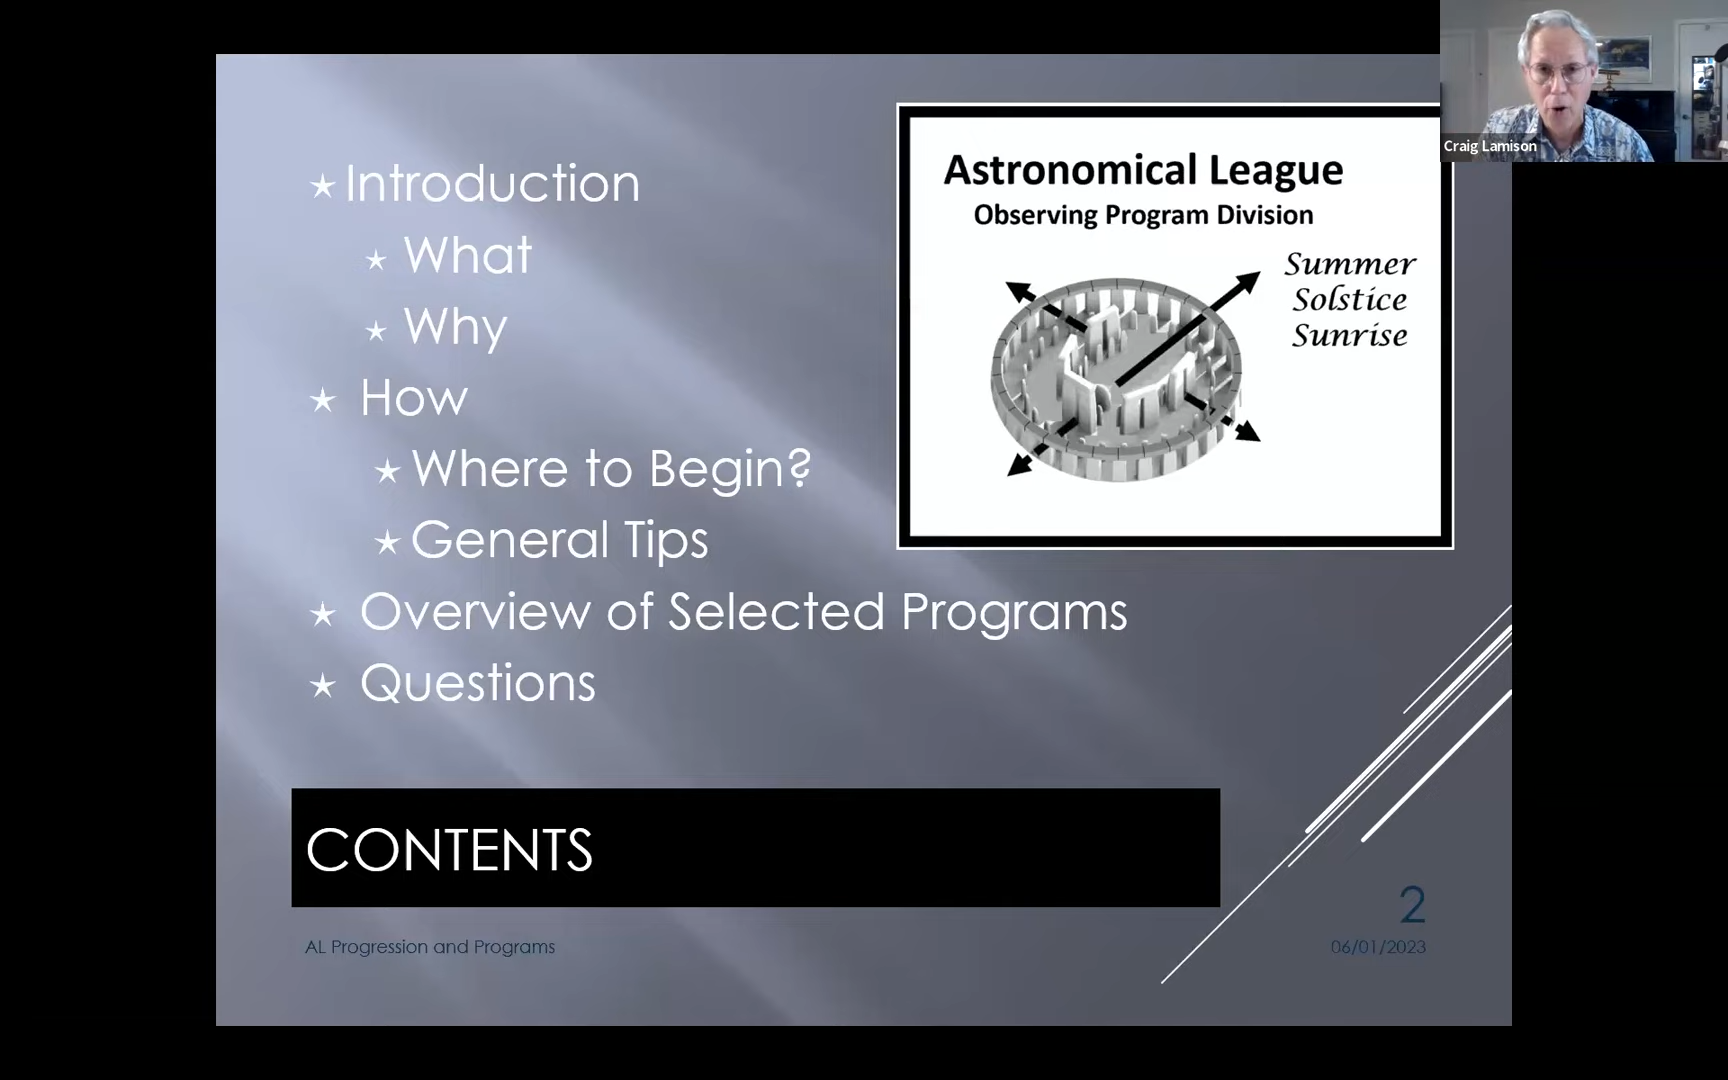 Introduction
What
Why
How
Where to Begin?
General Tips
Overview of Selected Programs
Questions
Astronomical League
Observing Program Division
Summer
Solstice
Sunrise
Craig Lamison
CONTENTS
2
AL Progression and Programs
06/01/2023